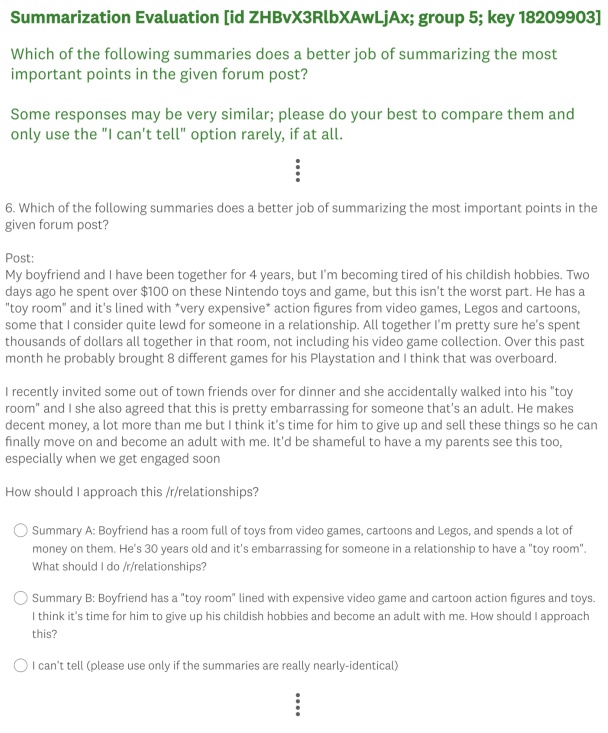 Summarization Evaluation [id ZHBvX3RlbXAwLjAx; group 5; key 18209903]
Which of the following summaries does a better job of summarizing the most
important points in the given forum post?
Some responses may be very similar; please do your best to compare them and
only use the "I can't tell" option rarely, if at all.
6. Which of the following summaries does a better job of summarizing the most important points in the
given forum post?
Post:
My boyfriend and I have been together for 4 years, but I'm becoming tired of his childish hobbies. Two
days ago he spent over $100 on these Nintendo toys and game, but this isn't the worst part. He has a
"toy room" and it's lined with *very expensive* action figures from video games, Legos and cartoons,
some that I consider quite lewd for someone in a relationship. All together I'm pretty sure he's spent
thousands of dollars all together in that room, not including his video game collection. Over this past
month he probably brought 8 different games for his Playstation and I think that was overboard.
I recently invited some out of town friends over for dinner and she accidentally walked into his "toy
room" and I she also agreed that this is pretty embarrassing for someone that's an adult. He makes
decent money, a lot more than me but I think it's time for him to give up and sell these things so he can
finally move on and become an adult with me. It'd be shameful to have a my parents see this too,
especially when we get engaged soon
How should I approach this /r/relationships?
Summary A: Boyfriend has a room full of toys from video games, cartoons and Legos, and spends a lot of
money on them. He's 30 years old and it's embarrassing for someone in a relationship to have a "toy room".
What should I do /r/relationships?
Summary B: Boyfriend has a "toy room" lined with expensive video game and cartoon action figures and toys.
I think it's time for him to give up his childish hobbies and become an adult with me. How should I approach
this?
I can't tell (please use only if the summaries are really nearly-identical)